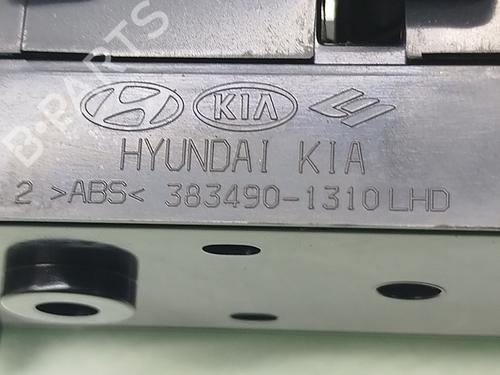 B-PARTS
KIA
HYUNDAI KIA
2 >ABS< 383490-1310 LHD